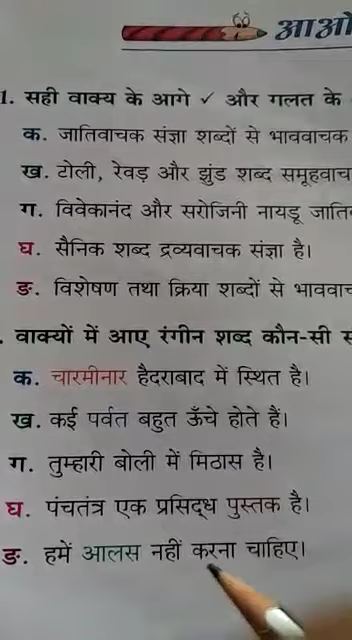 आओ
1. सही वाक्य के आगे ✓ और गलत के
क. जातिवाचक संज्ञा शब्दों से भाववाचक
ख. टोली, रेवड़ और झुंड शब्द समूहवाच
ग. विवेकानंद और सरोजिनी नायडू जाति
घ. सैनिक शब्द द्रव्यवाचक संज्ञा है।
ङ. विशेषण तथा क्रिया शब्दों से भाववाच
. वाक्यों में आए रंगीन शब्द कौन-सी स
क. चारमीनार हैदराबाद में स्थित है।
ख. कई पर्वत बहुत ऊँचे होते हैं।
ग. तुम्हारी बोली में मिठास है।
घ. पंचतंत्र एक प्रसिद्ध पुस्तक है।
ङ. हमें आलस नहीं करना चाहिए।